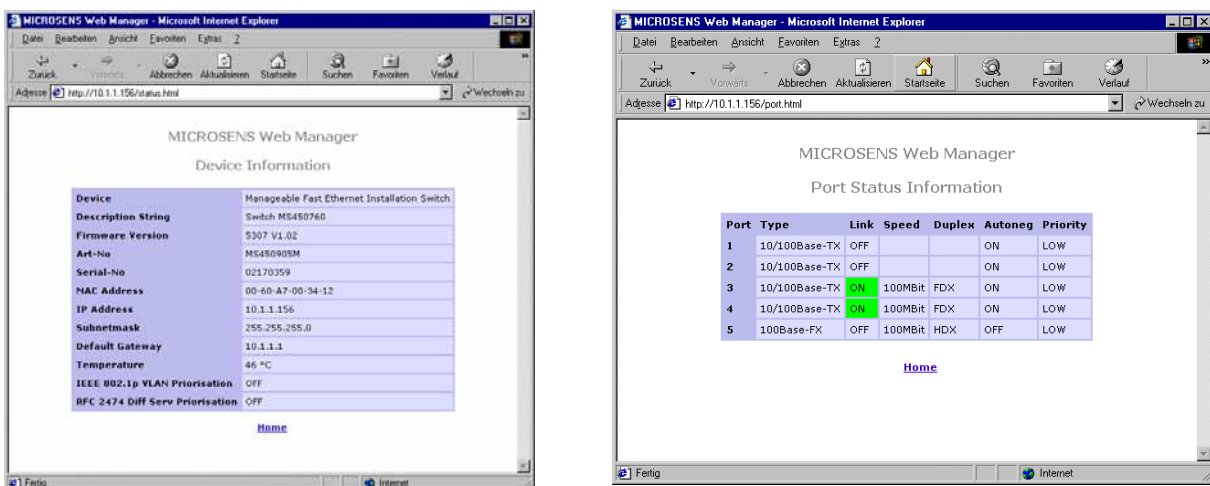 MICROSENS Web Manager - Microsoft Internet Explorer
Datei Bearbeiten Ansicht Favoriten Extras ?
Zurück Vorwärts Abbrechen Aktualisieren Startseite Suchen Favoriten Verlauf »
Adresse http://10.1.1.156/status.html Wechseln zu
MICROSENS Web Manager
Device Information
Device Manageable Fast Ethernet Installation Switch
Description String Switch MS450760
Firmware Version 5307 V1.02
Art-No MS450905M
Serial-No 02170359
MAC Address 00-60-A7-00-34-12
IP Address 10.1.1.156
Subnetmask 255.255.255.0
Default Gateway 10.1.1.1
Temperature 46 °C
IEEE 802.1p VLAN Priorisation OFF
RFC 2474 Diff Serv Priorisation OFF
Home
Fertig Internet
MICROSENS Web Manager - Microsoft Internet Explorer
Datei Bearbeiten Ansicht Favoriten Extras ?
Zurück Vorwärts Abbrechen Aktualisieren Startseite Suchen Favoriten Verlauf »
Adresse http://10.1.1.156/port.html Wechseln zu
MICROSENS Web Manager
Port Status Information
Port Type Link Speed Duplex Autoneg Priority
1 10/100Base-TX OFF ON LOW
2 10/100Base-TX OFF ON LOW
3 10/100Base-TX ON 100MBit FDX ON LOW
4 10/100Base-TX ON 100MBit FDX ON LOW
5 100Base-FX OFF 100MBit HDX OFF LOW
Home
Fertig Internet